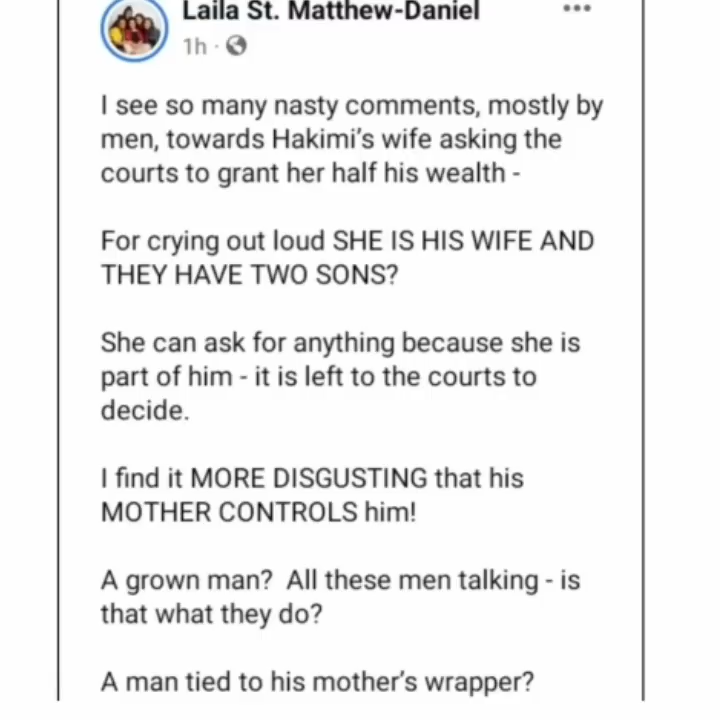 Laila St. Matthew-Daniel
1h ·
I see so many nasty comments, mostly by
men, towards Hakimi's wife asking the
courts to grant her half his wealth -
For crying out loud SHE IS HIS WIFE AND
THEY HAVE TWO SONS?
She can ask for anything because she is
part of him - it is left to the courts to
decide.
I find it MORE DISGUSTING that his
MOTHER CONTROLS him!
A grown man? All these men talking - is
that what they do?
A man tied to his mother's wrapper?